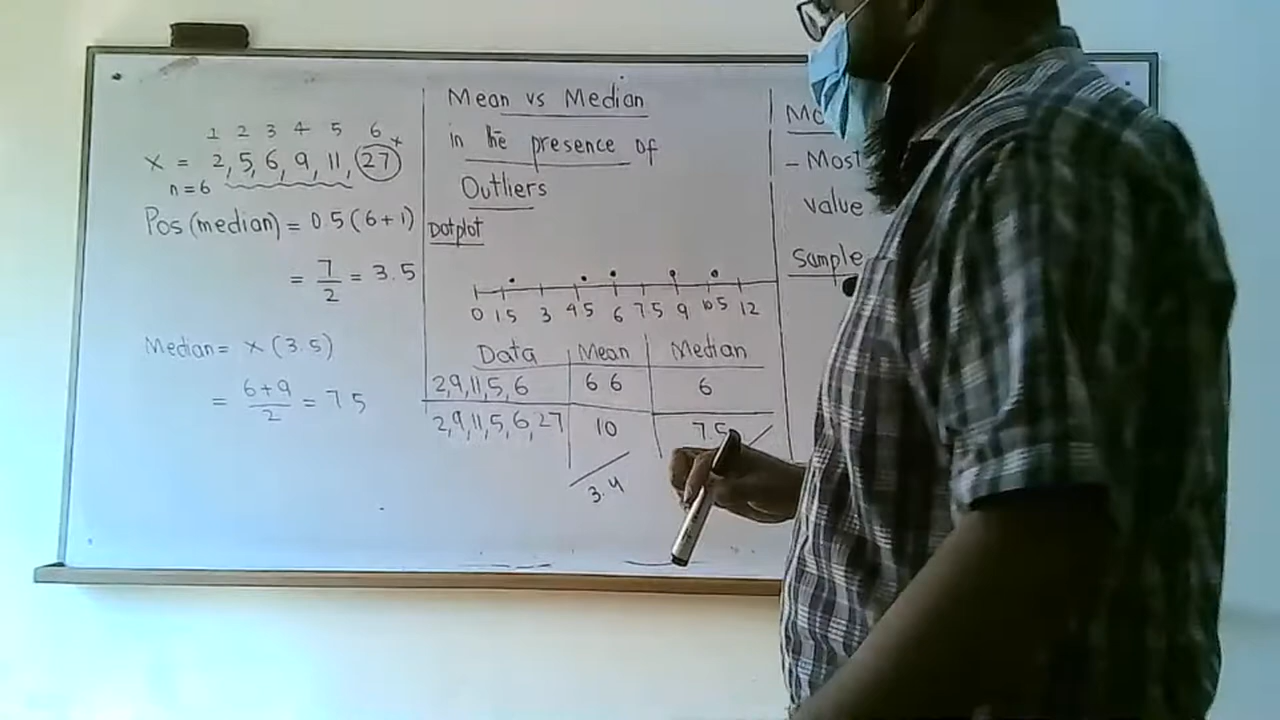 1 2 3 4 5 6
x = 2, 5, 6, 9, 11, 27
n = 6
Pos (median) = 0 5 (6 + 1)
= 7/2 = 3.5
Median = x (3.5)
= 6+9/2 = 7 5
Mean vs Median
in the presence of
Outliers
Dotplot
0 1 5 3 4 5 6 7 5 9 10 5 12
Data Mean Median
2,9,11,5,6 6 6 6
2,9,11,5,6,27 10 7.5
3.4
- Most
value
Sample